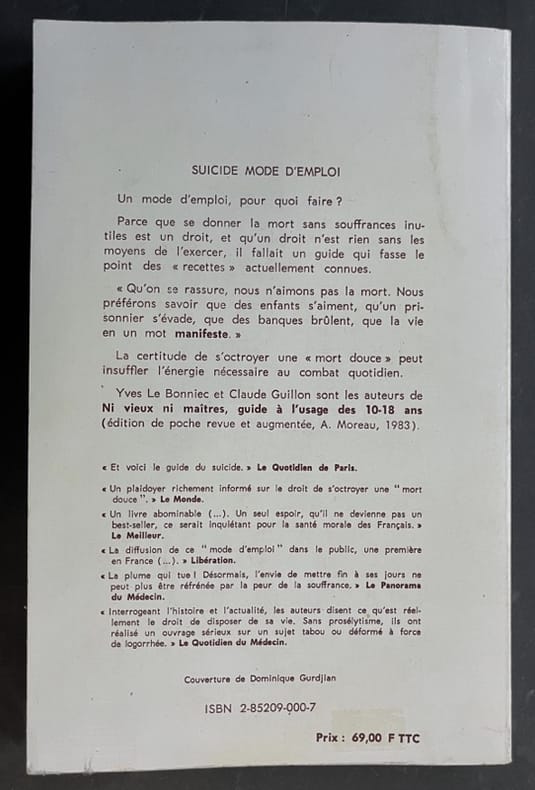 SUICIDE MODE D'EMPLOI
Un mode d'emploi, pour quoi faire ?
Parce que se donner la mort sans souffrances inu-
tiles est un droit, et qu'un droit n'est rien sans les
moyens de l'exercer, il fallait un guide qui fasse le
point des « recettes » actuellement connues.
« Qu'on se rassure, nous n'aimons pas la mort. Nous
préférons savoir que des enfants s'aiment, qu'un pri-
sonnier s'évade, que des banques brûlent, que la vie
en un mot manifeste. »
La certitude de s'octroyer une « mort douce » peut
insuffler l'énergie nécessaire au combat quotidien.
Yves Le Bonniec et Claude Guillon sont les auteurs de
Ni vieux ni maîtres, guide à l'usage des 10-18 ans
(édition de poche revue et augmentée, A. Moreau, 1983).
« Et voici le guide du suicide. » Le Quotidien de Paris.
« Un plaidoyer richement informé sur le droit de s'octroyer une " mort
douce ". » Le Monde.
« Un livre abominable (...). Un seul espoir, qu'il ne devienne pas un
best-seller, ce serait inquiétant pour la santé morale des Français. »
Le Meilleur.
« La diffusion de ce " mode d'emploi " dans le public, une première
en France (...). » Libération.
« La plume qui tue ! Désormais, l'envie de mettre fin à ses jours ne
peut plus être réfrénée par la peur de la souffrance. » Le Panorama
du Médecin.
« Interrogeant l'histoire et l'actualité, les auteurs disent ce qu'est réel-
lement le droit de disposer de sa vie. Sans prosélytisme, ils ont
réalisé un ouvrage sérieux sur un sujet tabou ou déformé à force
de logorrhée. » Le Quotidien du Médecin.
Couverture de Dominique Gurdjian
ISBN 2-85209-000-7
Prix : 69,00 F TTC